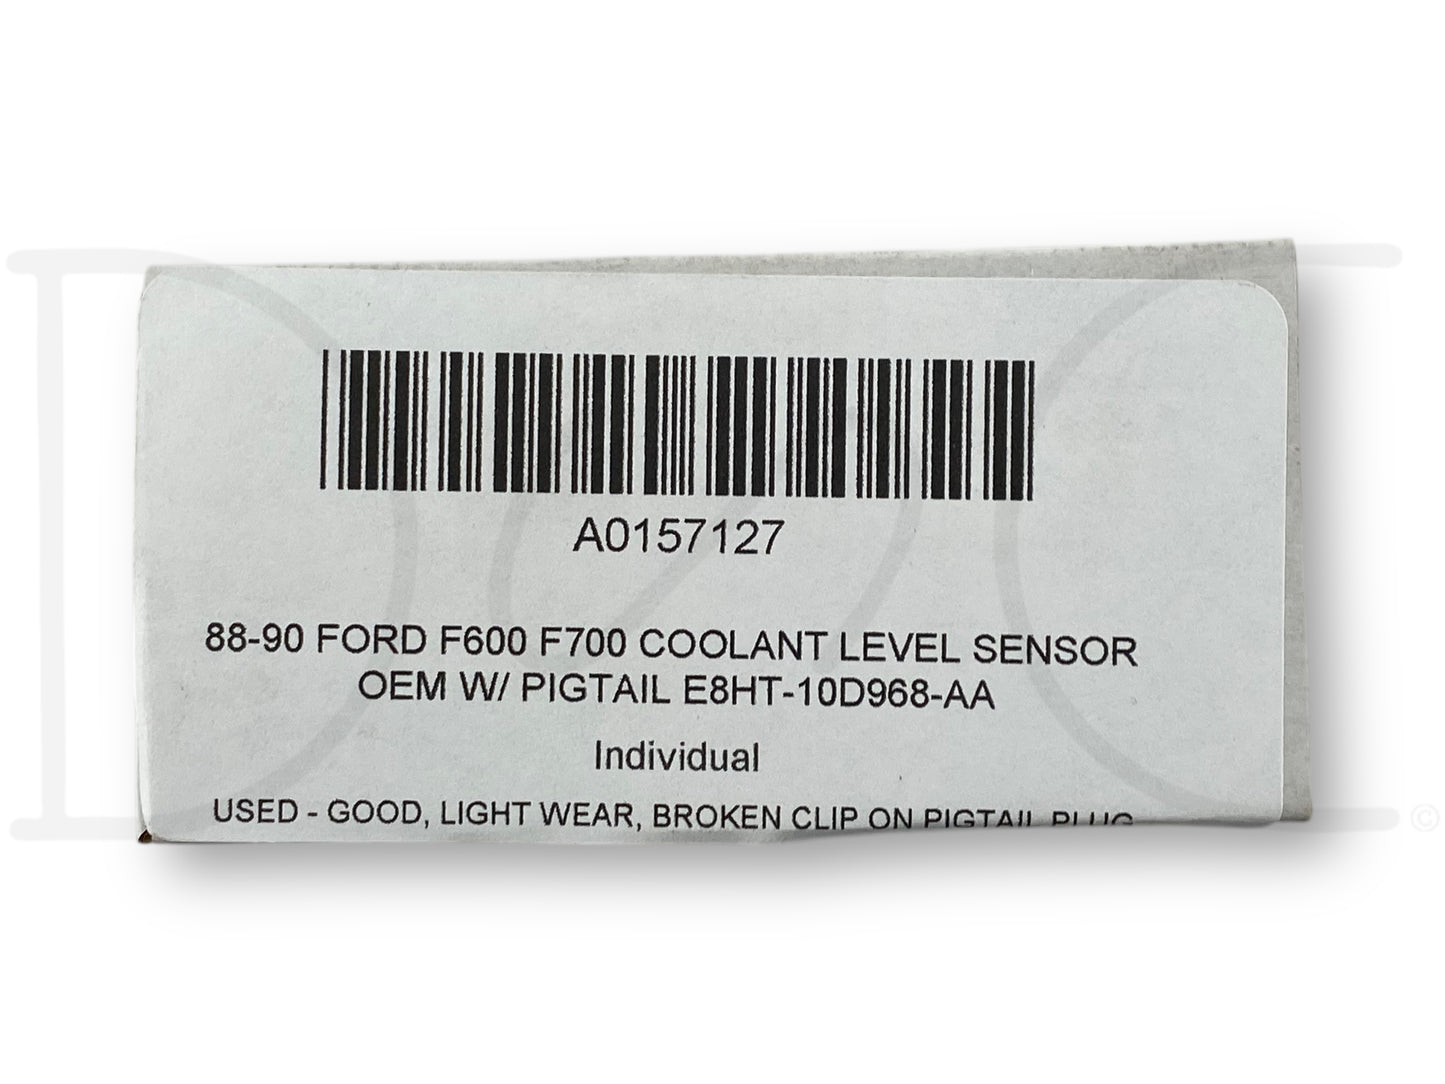 A0157127
88-90 FORD F600 F700 COOLANT LEVEL SENSOR
OEM W/ PIGTAIL E8HT-10D968-AA
Individual
USED - GOOD, LIGHT WEAR, BROKEN CLIP ON PIGTAIL PLUG
D2C
©